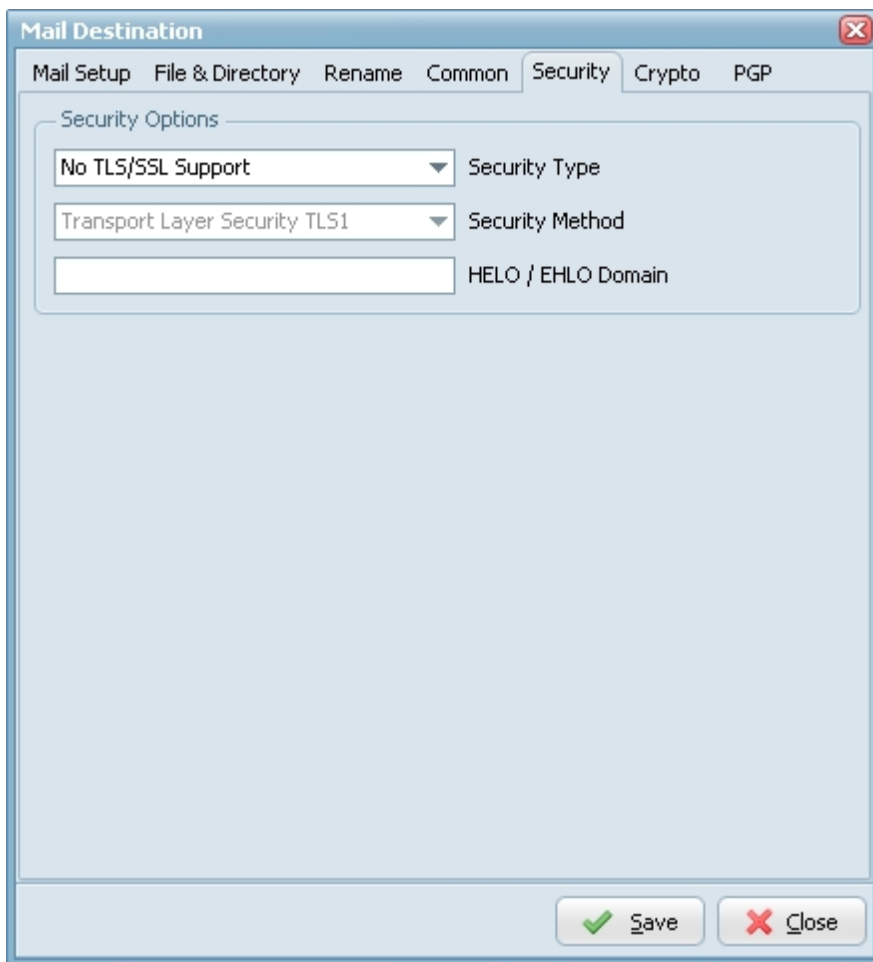 Mail Destination
Mail Setup File & Directory Rename Common Security Crypto PGP
Security Options
No TLS/SSL Support Security Type
Transport Layer Security TLS1 Security Method
HELO / EHLO Domain
Save Close